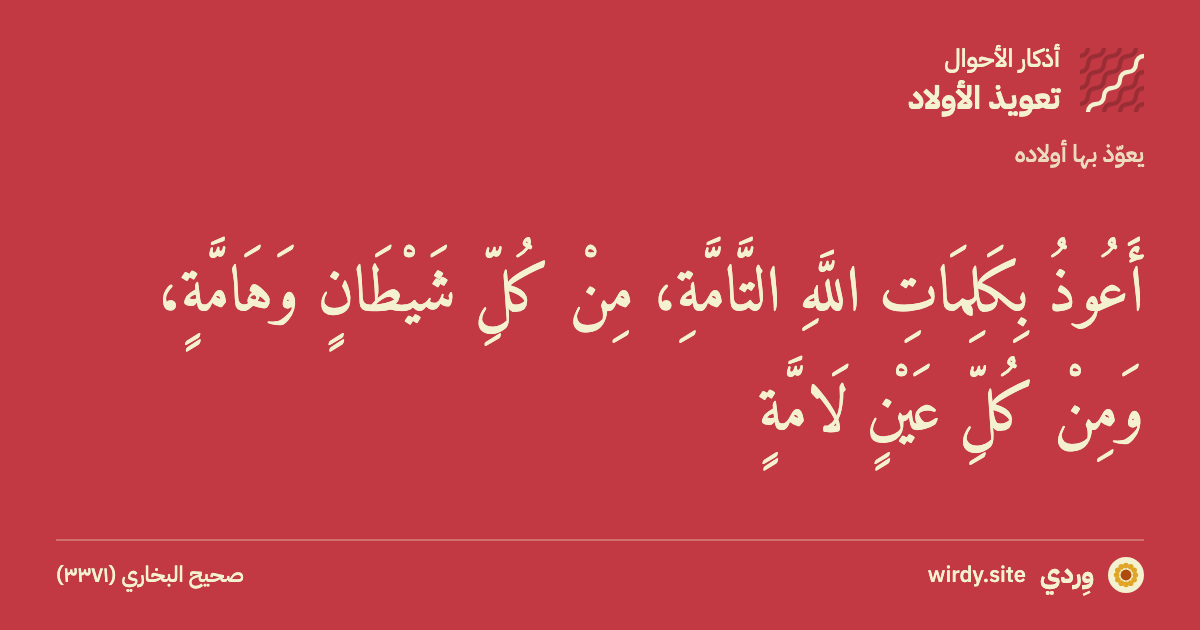 أذكار الأحوال
تعويذ الأولاد
يعوّذ بها أولاده
أَعُوذُ بِكَلِمَاتِ اللَّهِ التَّامَّةِ، مِنْ كُلِّ شَيْطَانٍ وَهَامَّةٍ،
وَمِنْ كُلِّ عَيْنٍ لَامَّةٍ
وِردي wirdy.site
صحيح البخاري (٣٣٧١)